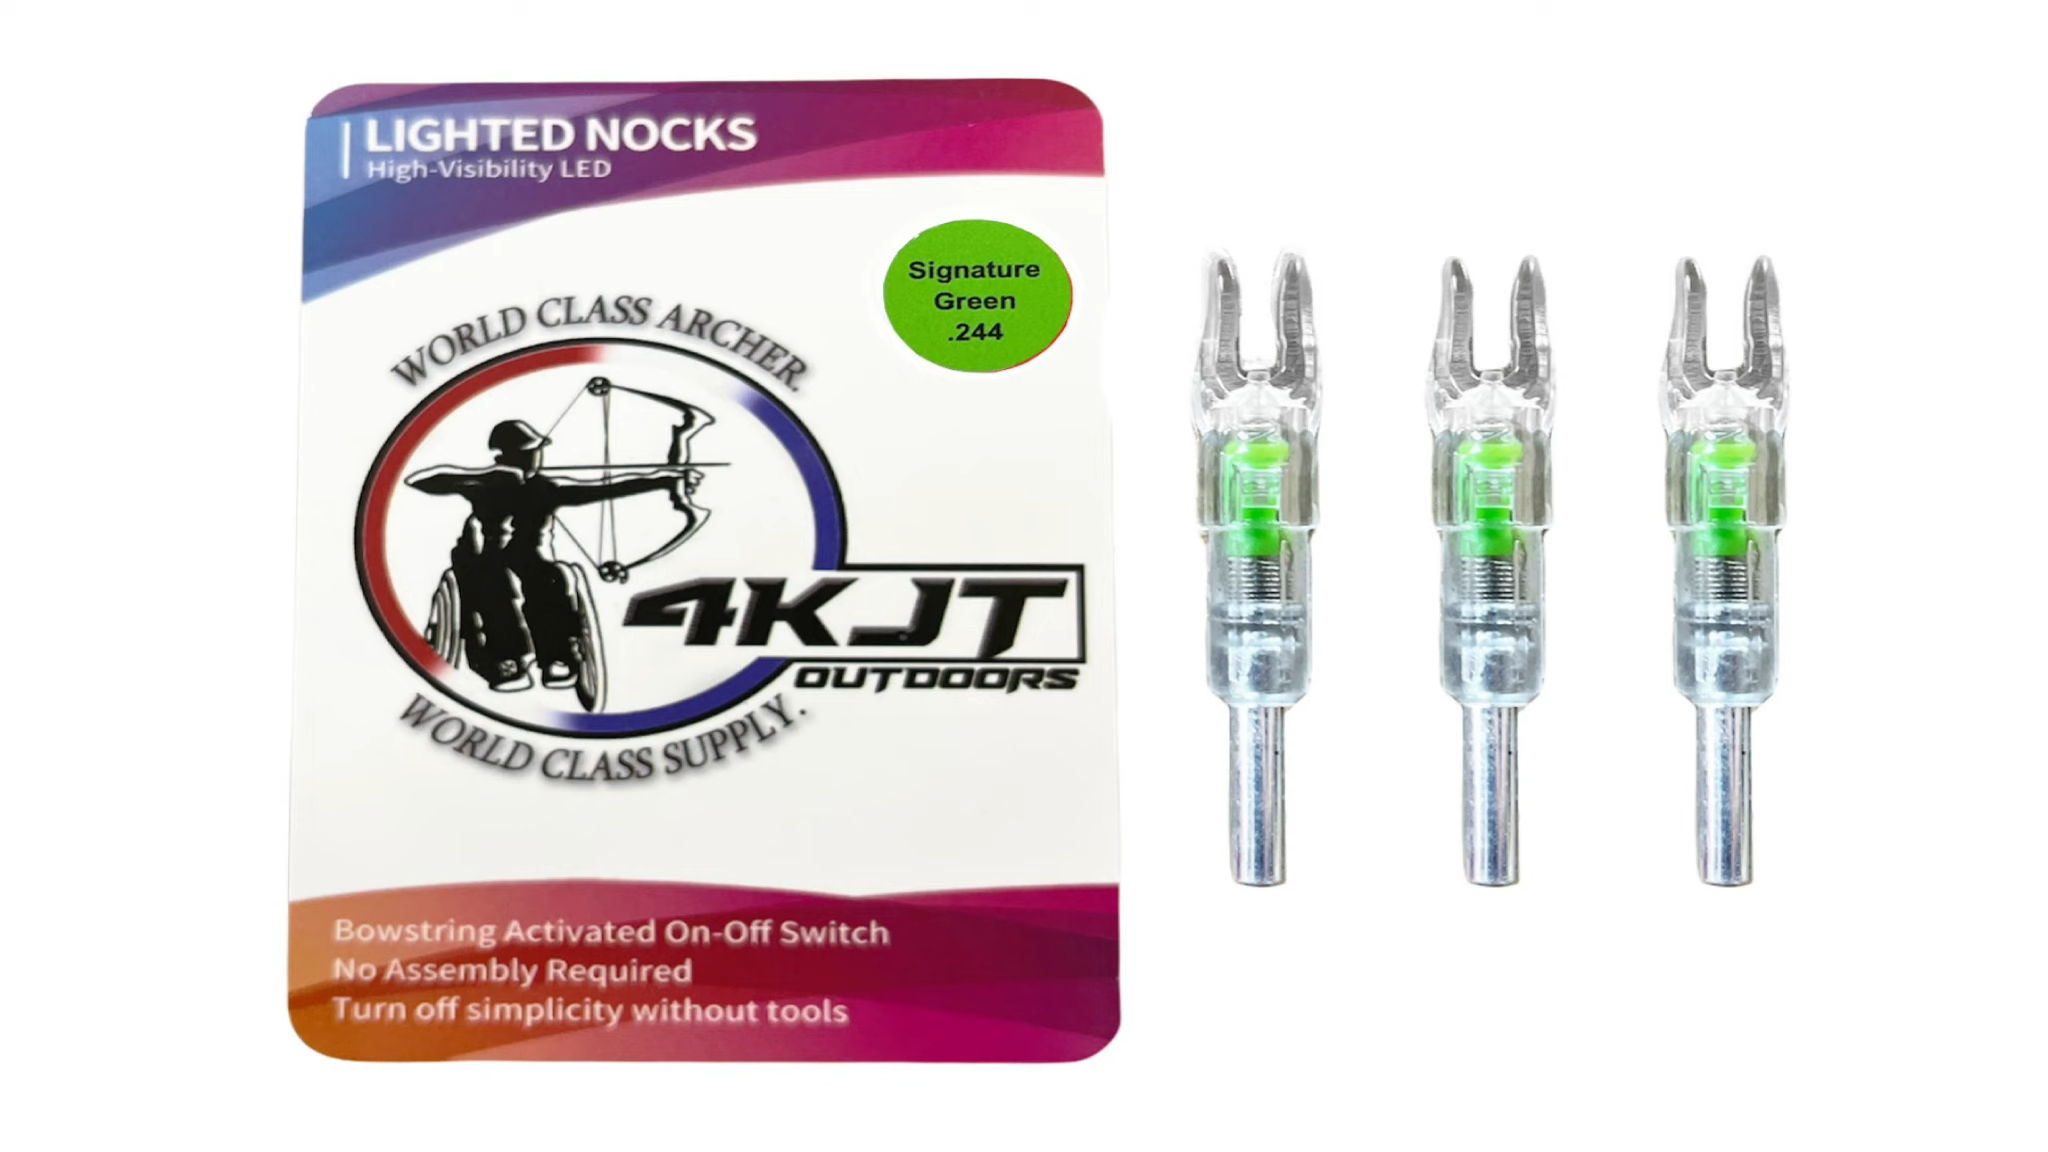 LIGHTED NOCKS
High-Visibility LED
Signature
Green
.244
WORLD CLASS ARCHER.
4KJT
OUTDOORS
WORLD CLASS SUPPLY.
Bowstring Activated On-Off Switch
No Assembly Required
Turn off simplicity without tools